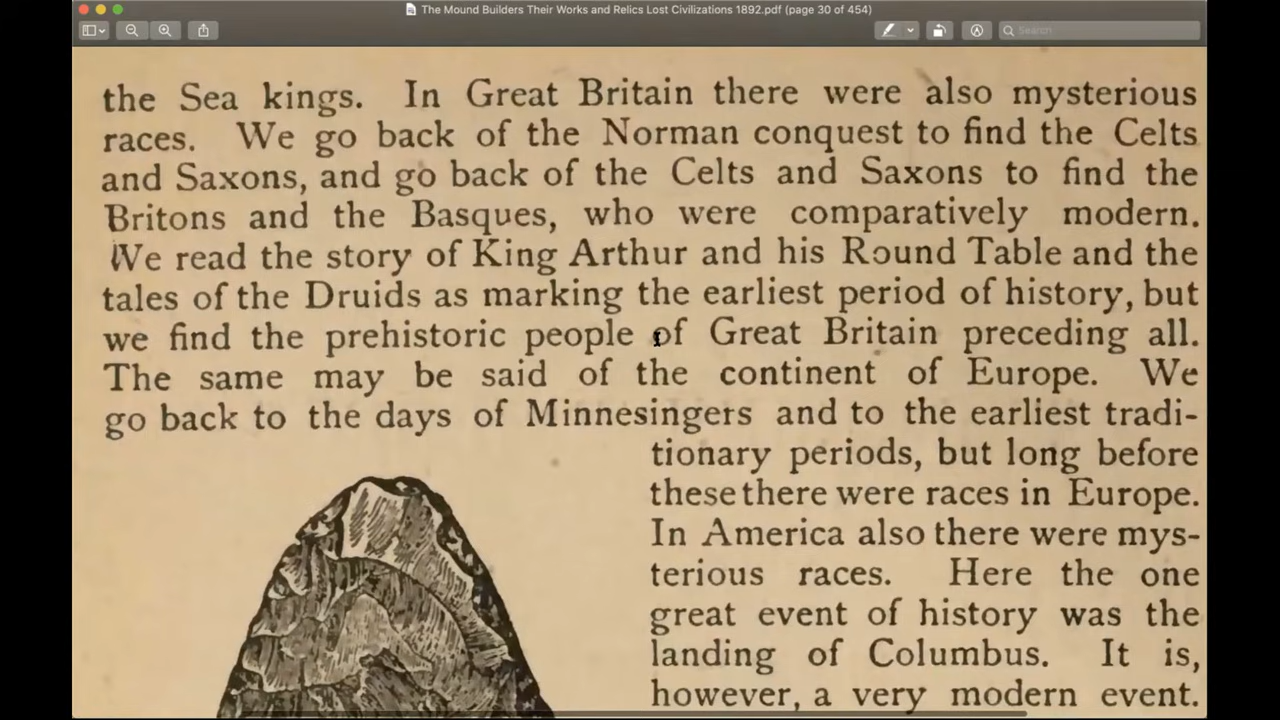 The Mound Builders Their Works and Relics Lost Civilizations 1892.pdf (page 30 of 454)
Search
the Sea kings. In Great Britain there were also mysterious
races. We go back of the Norman conquest to find the Celts
and Saxons, and go back of the Celts and Saxons to find the
Britons and the Basques, who were comparatively modern.
We read the story of King Arthur and his Round Table and the
tales of the Druids as marking the earliest period of history, but
we find the prehistoric people of Great Britain preceding all.
The same may be said of the continent of Europe. We
go back to the days of Minnesingers and to the earliest tradi-
tionary periods, but long before
these there were races in Europe.
In America also there were mys-
terious races. Here the one
great event of history was the
landing of Columbus. It is,
however, a very modern event.